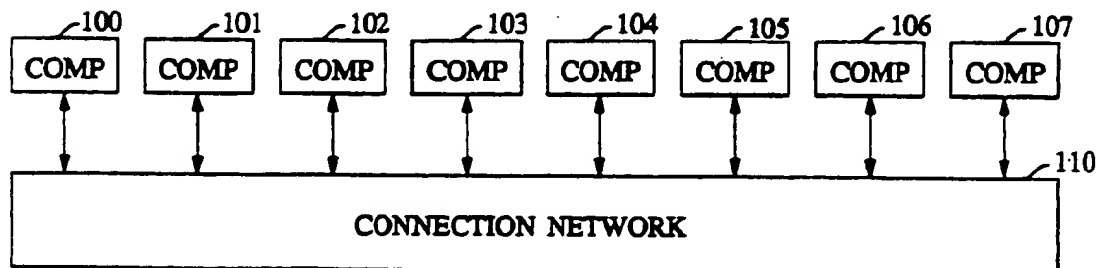 100 101 102 103 104 105 106 107
COMP COMP COMP COMP COMP COMP COMP COMP
110
CONNECTION NETWORK